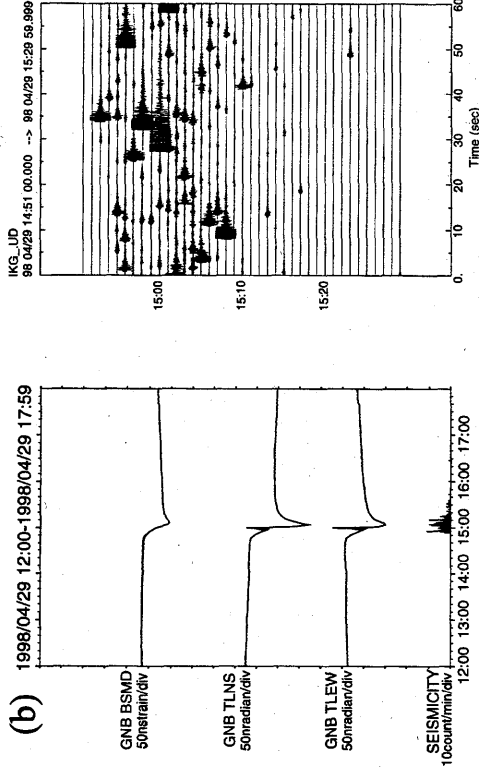 (b)
1998/04/29 12:00-1998/04/29 17:59
GNB BSMD
50nstrain/div
GNB TLNS
50nradian/div
GNB TLEW
50nradian/div
SEISMICITY
10count/min/div
12:00 13:00 14:00 15:00 16:00 17:00
IKG_UD
98 04/29 14:51 00.000 --> 98 04/29 15:29 59.999
15:00
15:10
15:20
0. 10 20 30 40 50 60
Time (sec)